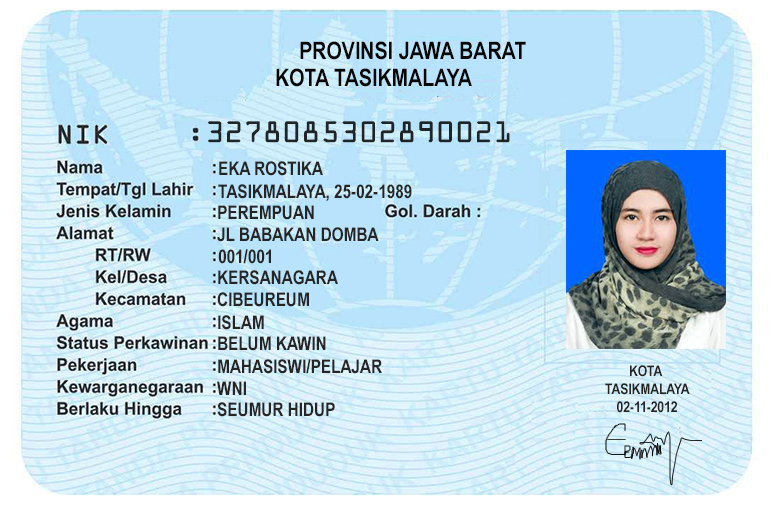 PROVINSI JAWA BARAT
KOTA TASIKMALAYA
NIK :3278085302890021
Nama :EKA ROSTIKA
Tempat/Tgl Lahir :TASIKMALAYA, 25-02-1989
Jenis Kelamin :PEREMPUAN Gol. Darah :
Alamat :JL BABAKAN DOMBA
RT/RW :001/001
Kel/Desa :KERSANAGARA
Kecamatan :CIBEUREUM
Agama :ISLAM
Status Perkawinan :BELUM KAWIN
Pekerjaan :MAHASISWI/PELAJAR
Kewarganegaraan :WNI
Berlaku Hingga :SEUMUR HIDUP
KOTA
TASIKMALAYA
02-11-2012